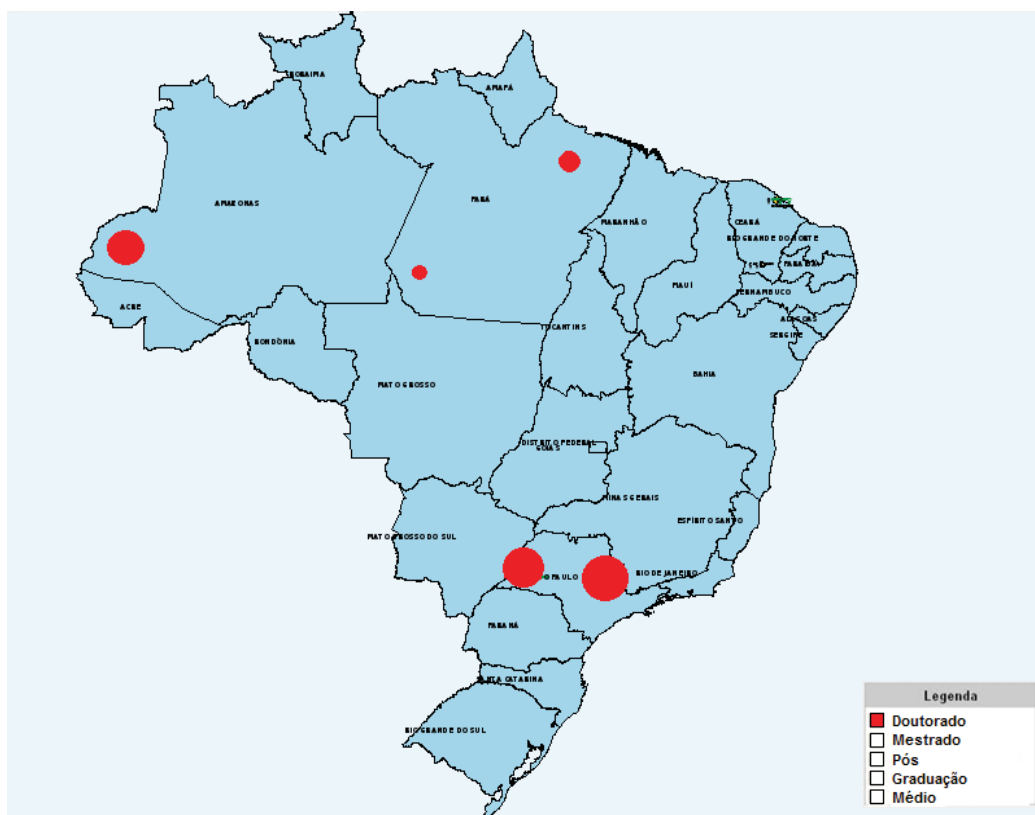 RORAIMA
AMAPÁ
AMAZONAS
PARÁ
MARANHÃO
CEARÁ
RIO GRANDE DO NORTE
PARAÍBA
PIAUÍ
PERNAMBUCO
ACRE
ALAGOAS
SERGIPE
TOCANTINS
RONDÔNIA
BAHIA
MATO GROSSO
DISTRITO FEDERAL
GOIAS
MINAS GERAIS
ESPÍRITO SANTO
MATO GROSSO DO SUL
RIO DE JANEIRO
O PAULO
PARANÁ
SANTA CATARINA
RIO GRANDE DO SUL
Legenda
Doutorado
Mestrado
Pós
Graduação
Médio